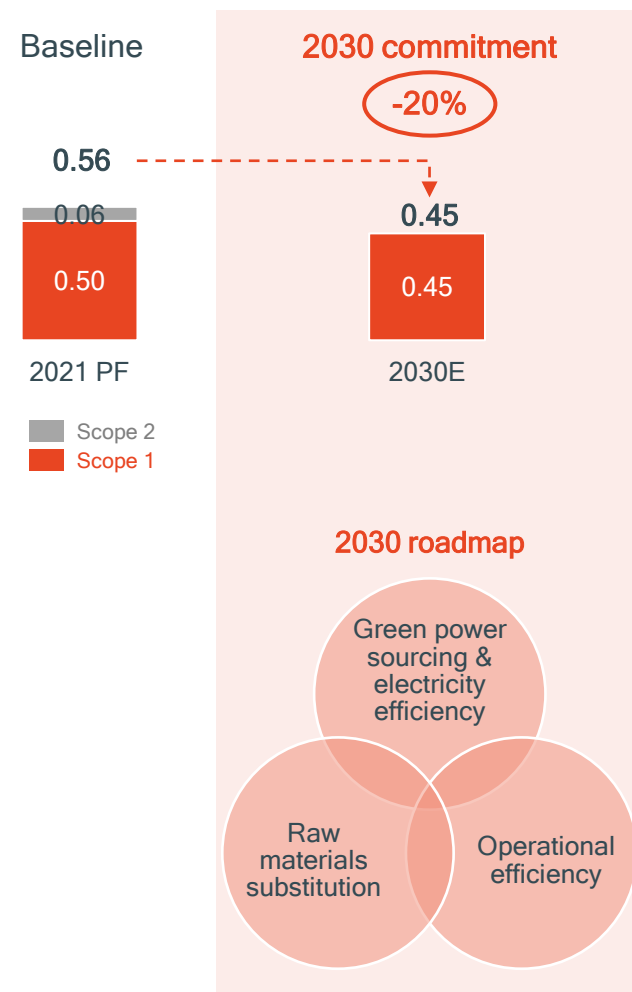 Baseline
2030 commitment
-20%
0.56
0.06
0.50
0.45
0.45
2021 PF
2030E
Scope 2
Scope 1
2030 roadmap
Green power
sourcing &
electricity
efficiency
Raw
materials
substitution
Operational
efficiency